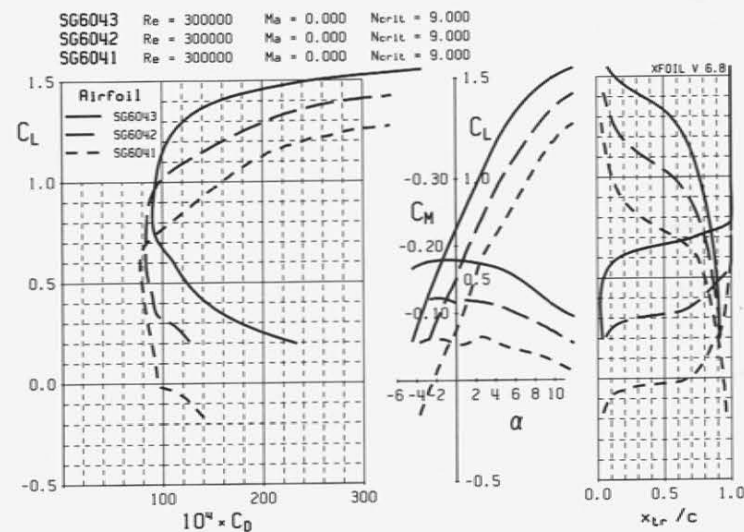 SG6043 Re = 300000 Ma = 0.000 Ncrit = 9.000
SG6042 Re = 300000 Ma = 0.000 Ncrit = 9.000
SG6041 Re = 300000 Ma = 0.000 Ncrit = 9.000
XFOIL V 6.8
Airfoil
SG6043
SG6042
SG6041
CL
1.5
1.0
0.5
0.0
-0.5
100 200 300
10⁴ × CD
1.5
CL
-0.30
1.0
CM
-0.20
0.5
-0.10
-6 -4 -2 2 4 6 8 10
α
-0.5
0.0 0.5 1.0
xtr /c